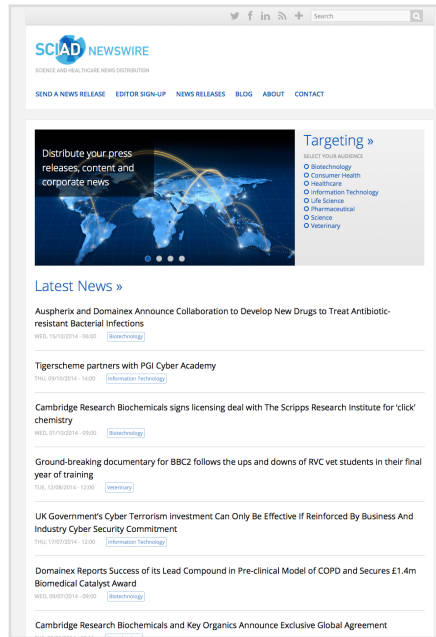 Search
SCIAD NEWSWIRE
SCIENCE AND HEALTHCARE NEWS DISTRIBUTION
SEND A NEWS RELEASE EDITOR SIGN-UP NEWS RELEASES BLOG ABOUT CONTACT
Distribute your press
releases, content and
corporate news
Targeting »
SELECT YOUR AUDIENCE
Biotechnology
Consumer Health
Healthcare
Information Technology
Life Science
Pharmaceutical
Science
Veterinary
Latest News »
Auspherix and Domainex Announce Collaboration to Develop New Drugs to Treat Antibiotic-
resistant Bacterial Infections
WED, 15/10/2014 - 06:00 Biotechnology
Tigerscheme partners with PGI Cyber Academy
THU, 09/10/2014 - 14:00 Information Technology
Cambridge Research Biochemicals signs licensing deal with The Scripps Research Institute for ‘click’
chemistry
WED, 01/10/2014 - 09:00 Biotechnology
Ground-breaking documentary for BBC2 follows the ups and downs of RVC vet students in their final
year of training
TUE, 12/08/2014 - 12:00 Veterinary
UK Government’s Cyber Terrorism investment Can Only Be Effective If Reinforced By Business And
Industry Cyber Security Commitment
THU, 17/07/2014 - 12:00 Information Technology
Domainex Reports Success of its Lead Compound in Pre-clinical Model of COPD and Secures £1.4m
Biomedical Catalyst Award
WED, 09/07/2014 - 09:00 Biotechnology
Cambridge Research Biochemicals and Key Organics Announce Exclusive Global Agreement